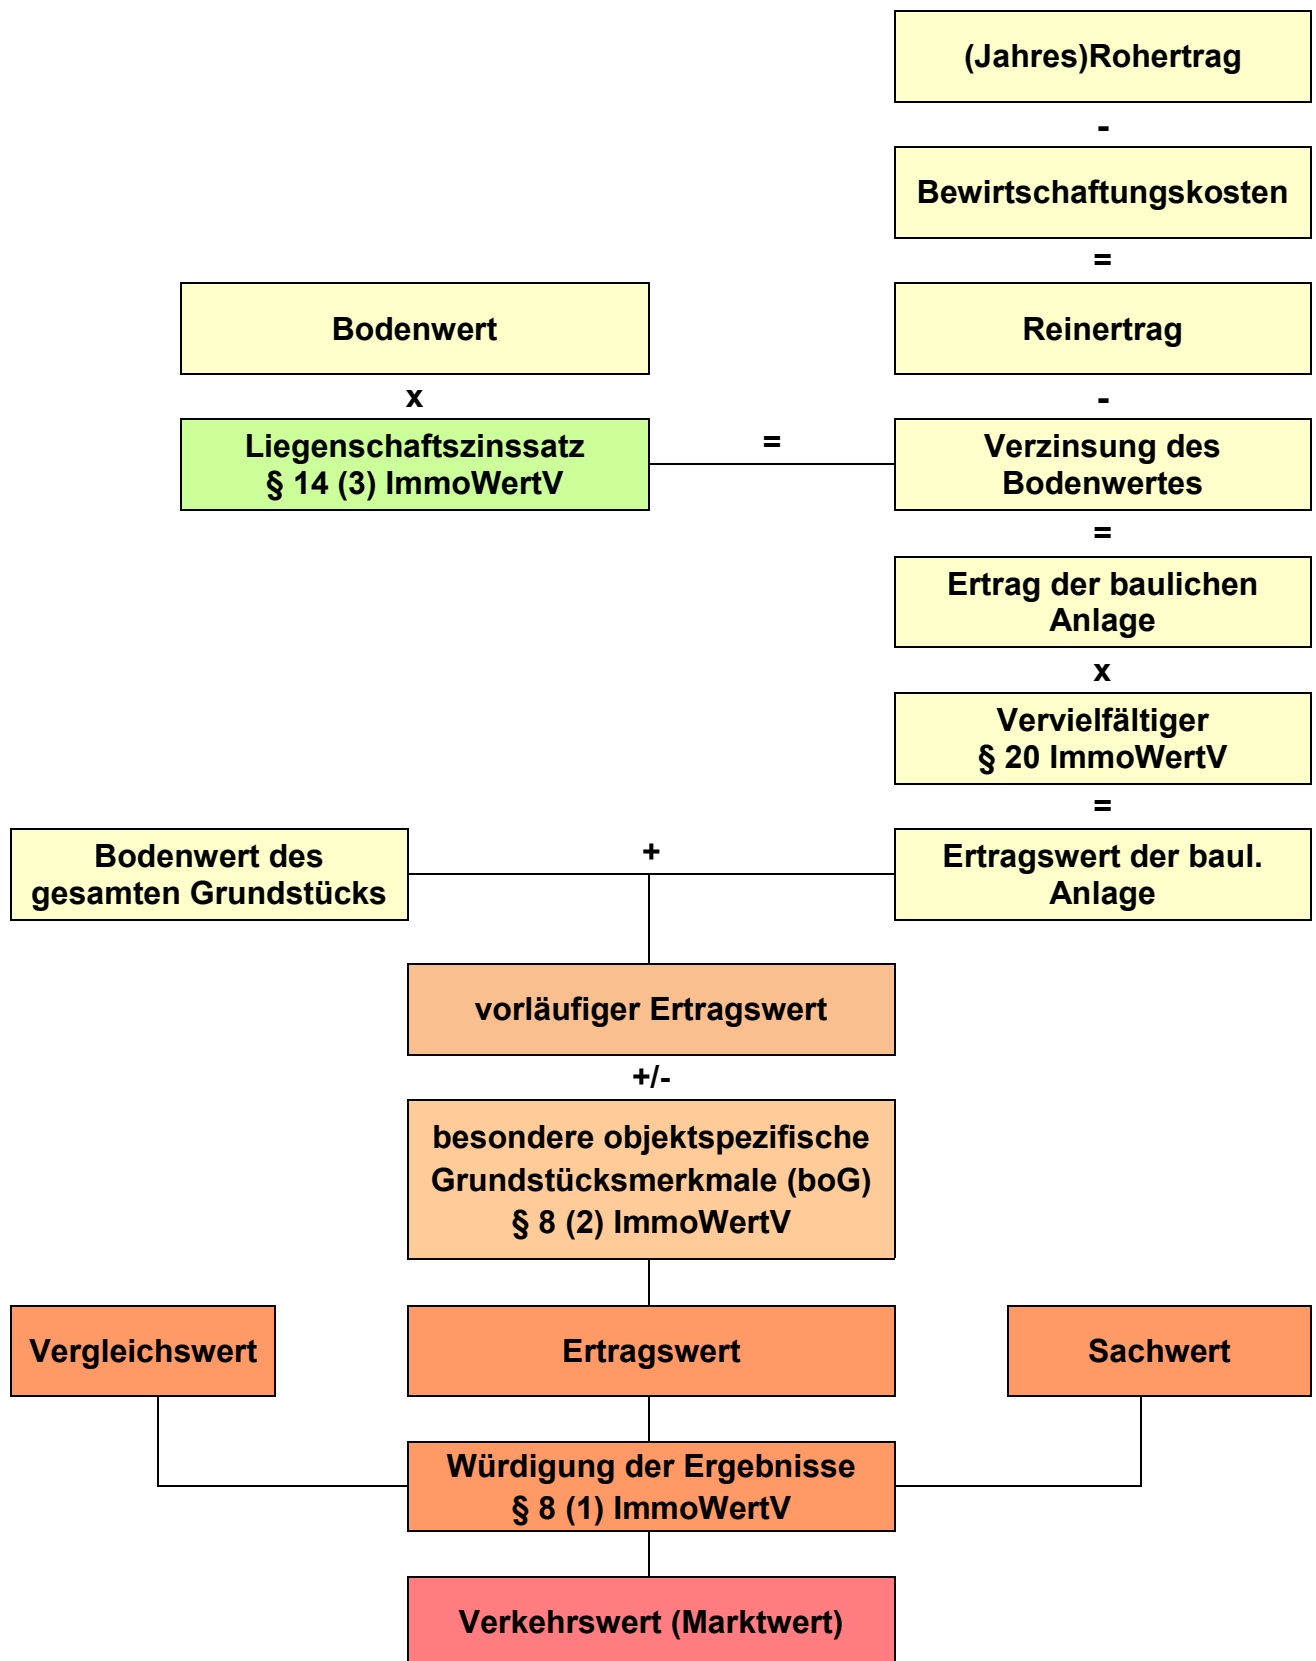 (Jahres)Rohertrag
-
Bewirtschaftungskosten
=
Bodenwert
Reinertrag
x
-
Liegenschaftszinssatz
§ 14 (3) ImmoWertV
=
Verzinsung des
Bodenwertes
=
Ertrag der baulichen
Anlage
x
Vervielfältiger
§ 20 ImmoWertV
=
Bodenwert des
gesamten Grundstücks
+
Ertragswert der baul.
Anlage
vorläufiger Ertragswert
+/-
besondere objektspezifische
Grundstücksmerkmale (boG)
§ 8 (2) ImmoWertV
Vergleichswert
Ertragswert
Sachwert
Würdigung der Ergebnisse
§ 8 (1) ImmoWertV
Verkehrswert (Marktwert)